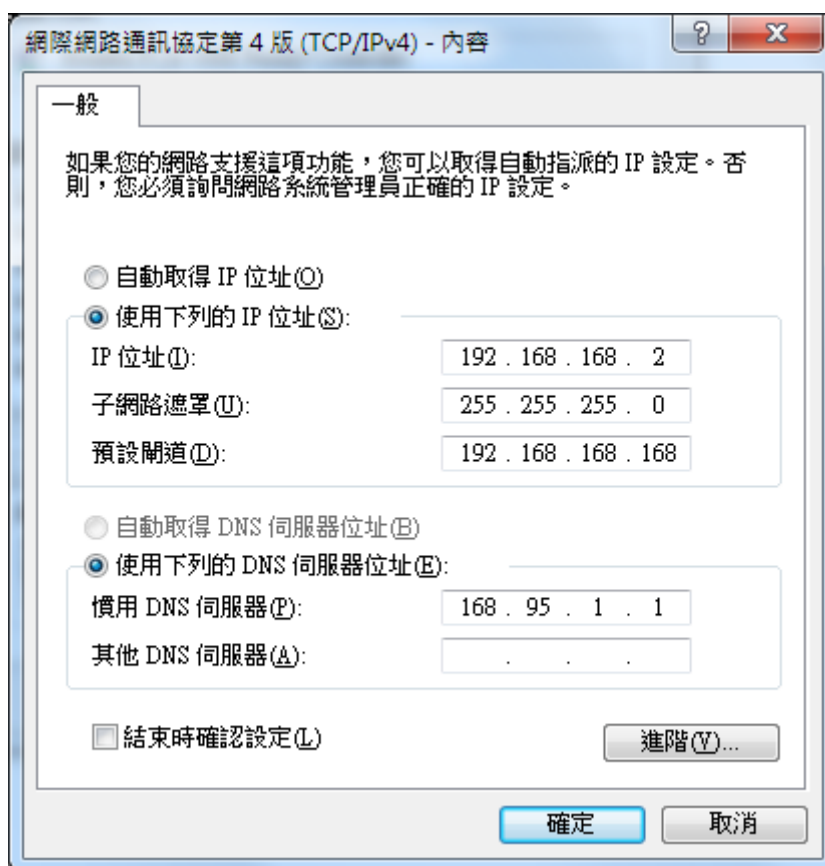 網際網路通訊協定第 4 版 (TCP/IPv4) - 內容
一般
如果您的網路支援這項功能，您可以取得自動指派的 IP 設定。否
則，您必須詢問網路系統管理員正確的 IP 設定。
自動取得 IP 位址(O)
使用下列的 IP 位址(S):
IP 位址(I): 192 . 168 . 168 . 2
子網路遮罩(U): 255 . 255 . 255 . 0
預設閘道(D): 192 . 168 . 168 . 168
自動取得 DNS 伺服器位址(B)
使用下列的 DNS 伺服器位址(E):
慣用 DNS 伺服器(P): 168 . 95 . 1 . 1
其他 DNS 伺服器(A): . . .
結束時確認設定(L)
進階(V)...
確定 取消